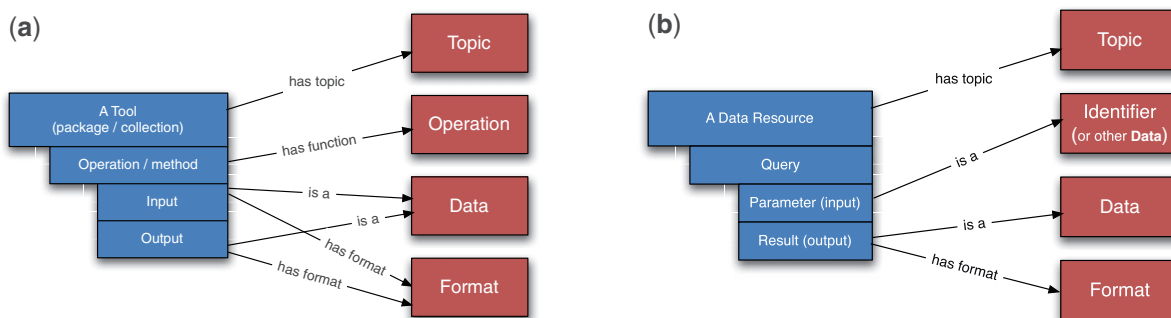 (a)
Topic
has topic
A Tool
(package / collection)
Operation
has function
Operation / method
Input
is a
Data
is a
Output
has format
has format
Format
(b)
Topic
has topic
A Data Resource
Identifier
(or other Data)
Query
is a
Parameter (input)
Data
is a
Result (output)
has format
Format